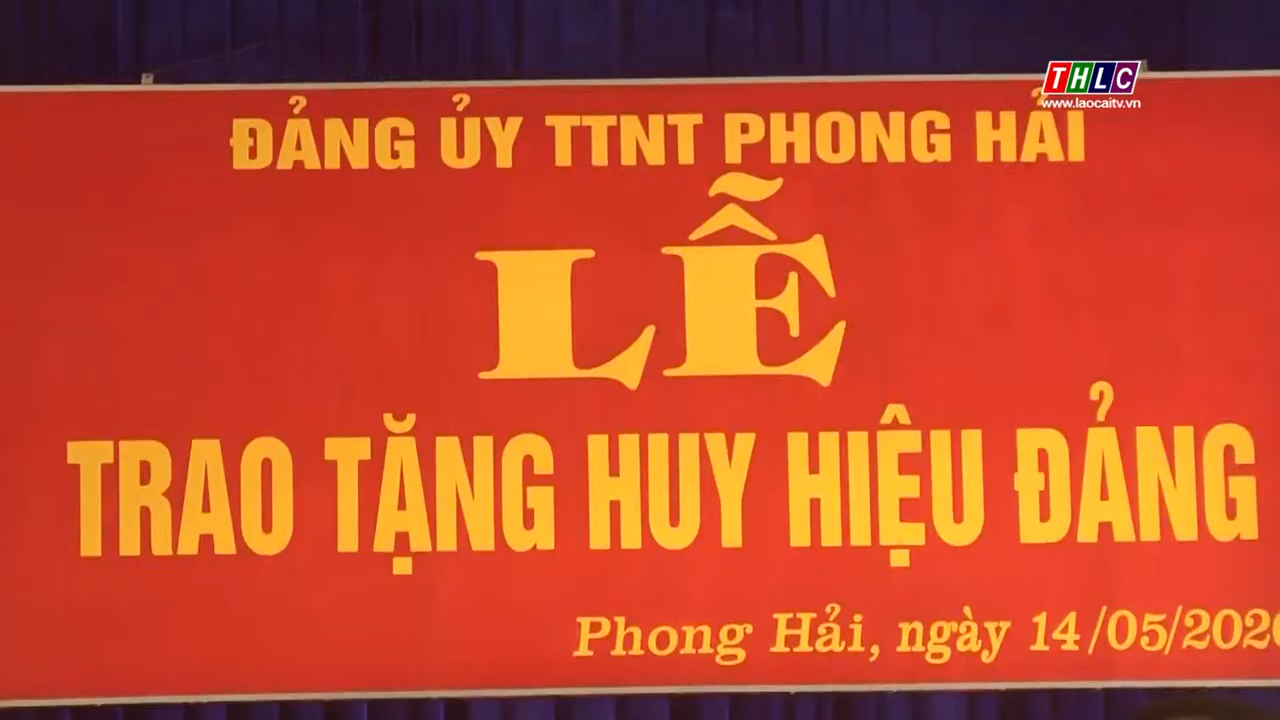 THLC
www.laocaitv.vn
ĐẢNG ỦY TTNT PHONG HẢI
LỄ
TRAO TẶNG HUY HIỆU ĐẢNG
Phong Hải, ngày 14/05/2020